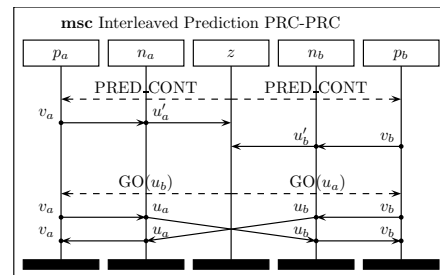 msc Interleaved Prediction PRC-PRC
p_a n_a z n_b p_b
PRED_CONT PRED_CONT
v_a u'_a
u'_b v_b
GO(u_b) GO(u_a)
v_a u_a u_b v_b
v_a u_a u_b v_b